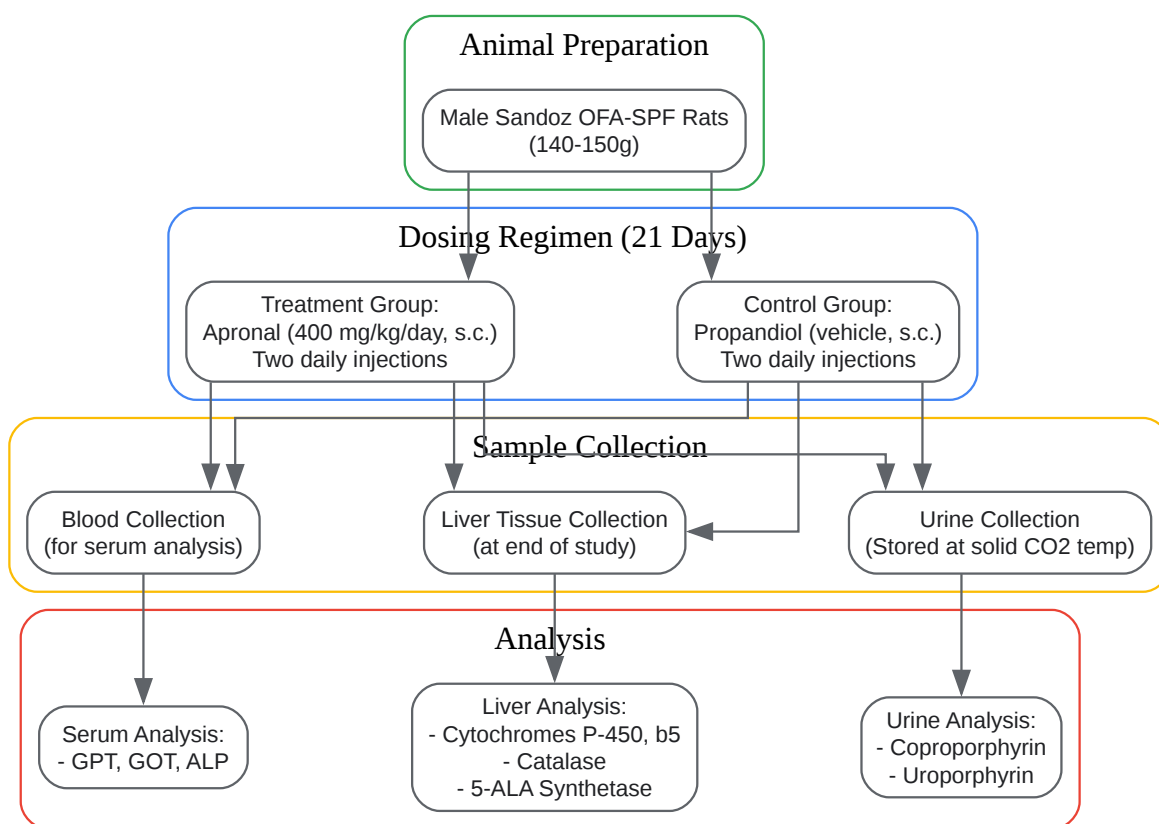 Animal Preparation
Male Sandoz OFA-SPF Rats
(140-150g)
Dosing Regimen (21 Days)
Treatment Group:
Apronal (400 mg/kg/day, s.c.)
Two daily injections
Control Group:
Propandiol (vehicle, s.c.)
Two daily injections
Sample Collection
Blood Collection
(for serum analysis)
Liver Tissue Collection
(at end of study)
Urine Collection
(Stored at solid CO2 temp)
Analysis
Serum Analysis:
- GPT, GOT, ALP
Liver Analysis:
- Cytochromes P-450, b5
- Catalase
- 5-ALA Synthetase
Urine Analysis:
- Coproporphyrin
- Uroporphyrin